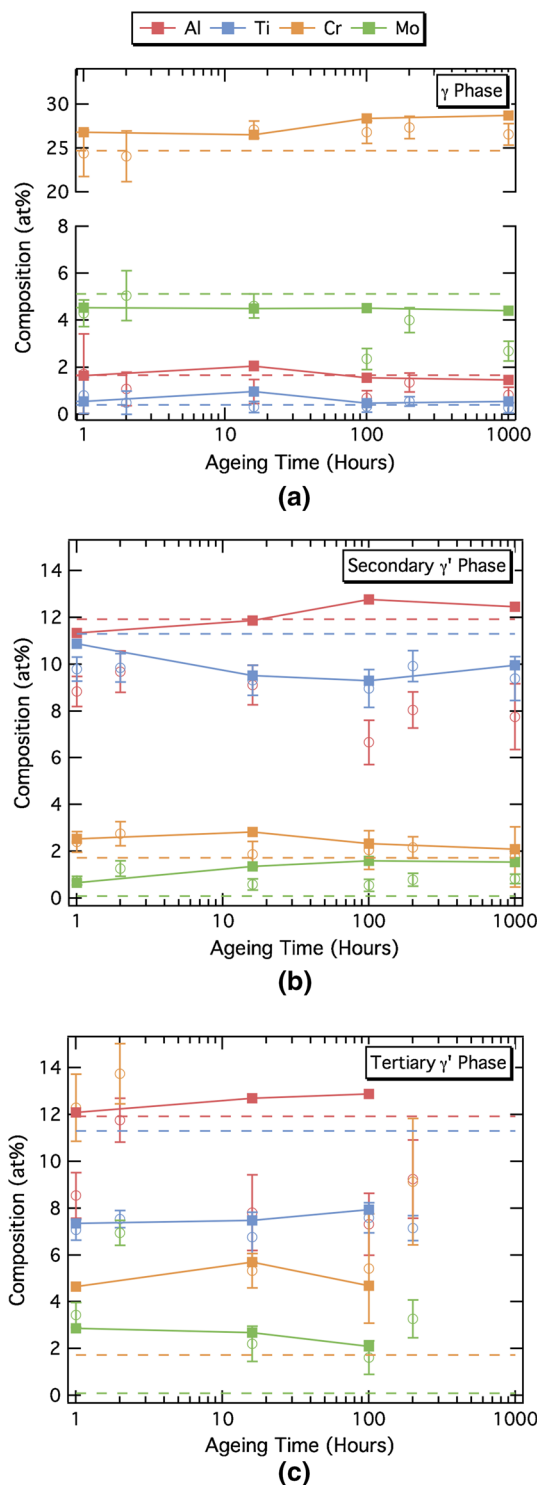 Al Ti Cr Mo
γ Phase
30
25
20
8
6
4
2
0
Composition (at%)
1 10 100 1000
Ageing Time (Hours)
(a)
Secondary γ' Phase
14
12
10
8
6
4
2
0
Composition (at%)
1 10 100 1000
Ageing Time (Hours)
(b)
Tertiary γ' Phase
14
12
10
8
6
4
2
0
Composition (at%)
1 10 100 1000
Ageing Time (Hours)
(c)